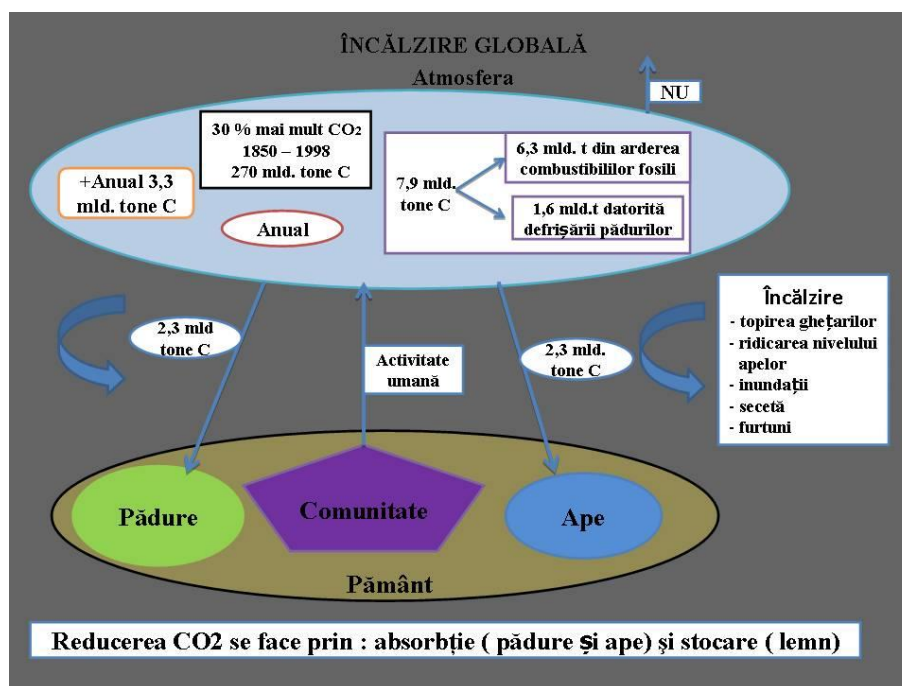 ÎNCĂLZIRE GLOBALĂ
Atmosfera
NU
30 % mai mult CO2
1850 – 1998
270 mld. tone C
+Anual 3,3
mld. tone C
Anual
7,9 mld.
tone C
6,3 mld. t din arderea
combustibililor fosili
1,6 mld.t datorită
defrișării pădurilor
2,3 mld
tone C
Activitate
umană
2,3 mld.
tone C
Încălzire
- topirea ghețarilor
- ridicarea nivelului
apelor
- inundații
- secetă
- furtuni
Pădure
Comunitate
Ape
Pământ
Reducerea CO2 se face prin : absorbție ( pădure și ape) şi stocare ( lemn)